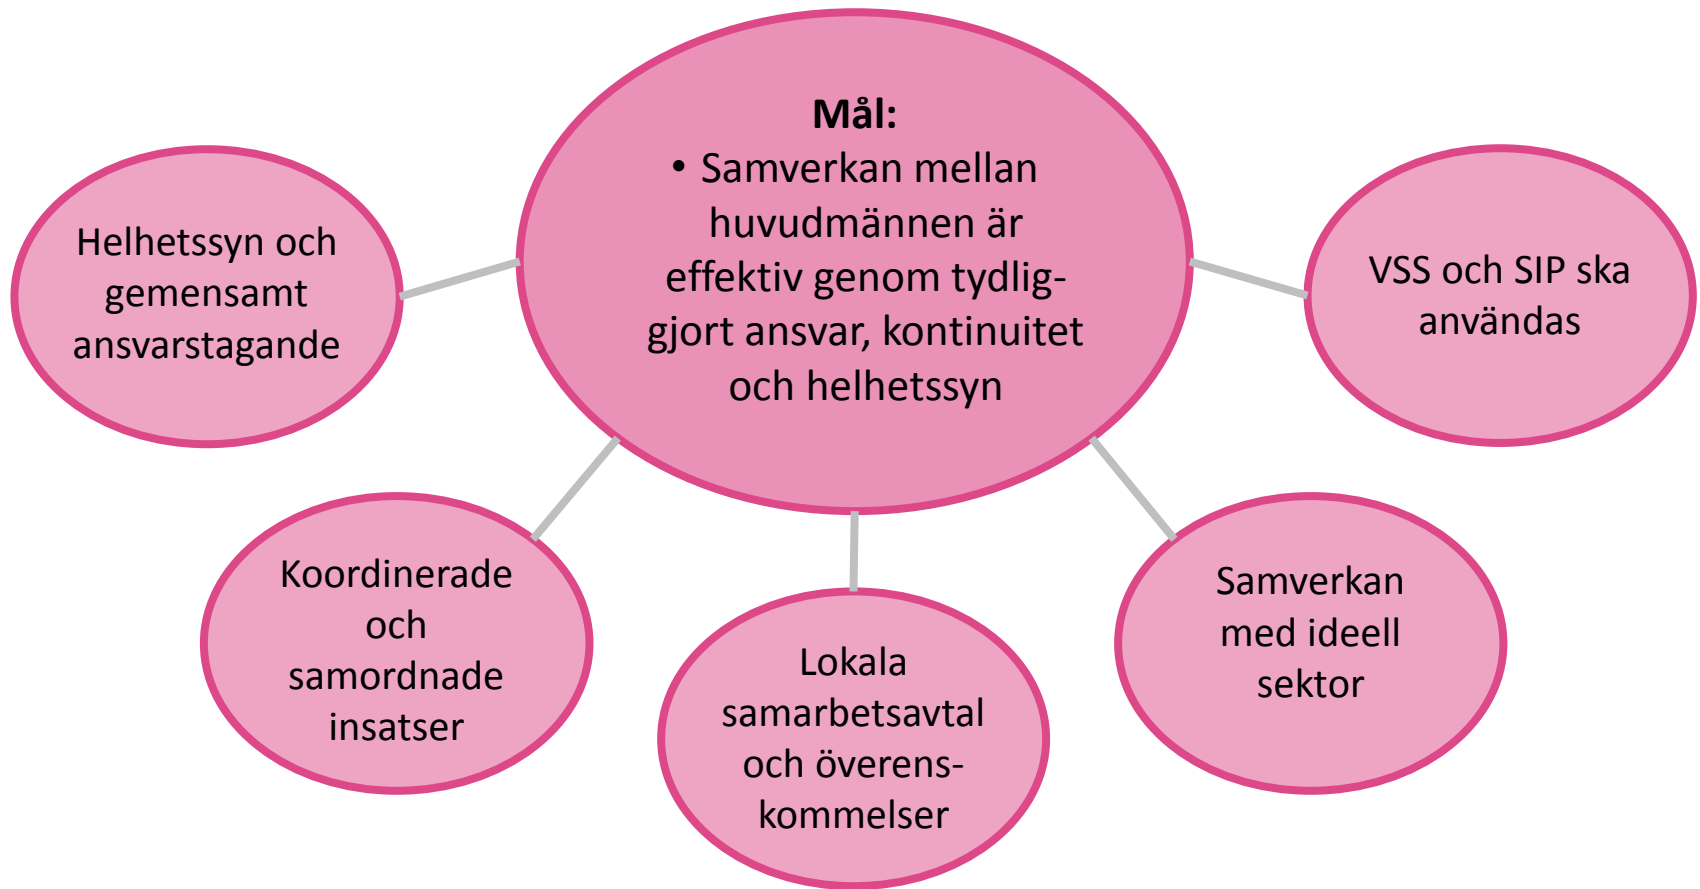 Mål:
• Samverkan mellan
huvudmännen är
effektiv genom tydlig-
gjort ansvar, kontinuitet
och helhetssyn
Helhetssyn och
gemensamt
ansvarstagande
VSS och SIP ska
användas
Koordinerade
och
samordnade
insatser
Lokala
samarbetsavtal
och överens-
kommelser
Samverkan
med ideell
sektor